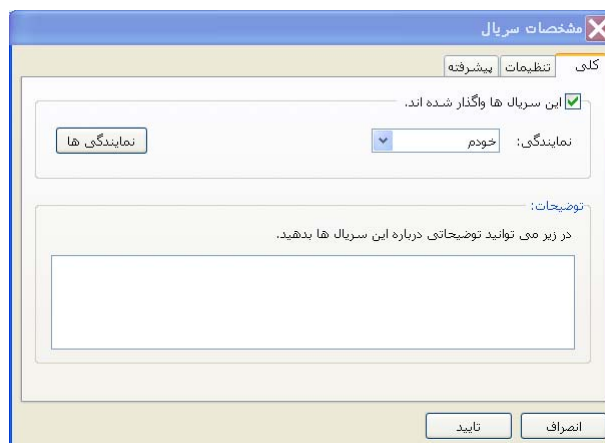 مشخصات سریال
کلی تنظیمات پیشرفته
این سریال ها واگذار شده اند.
نمایندگی: خودم نمایندگی ها
توضیحات:
در زیر می توانید توضیحاتی درباره این سریال ها بدهید.
انصراف تایید